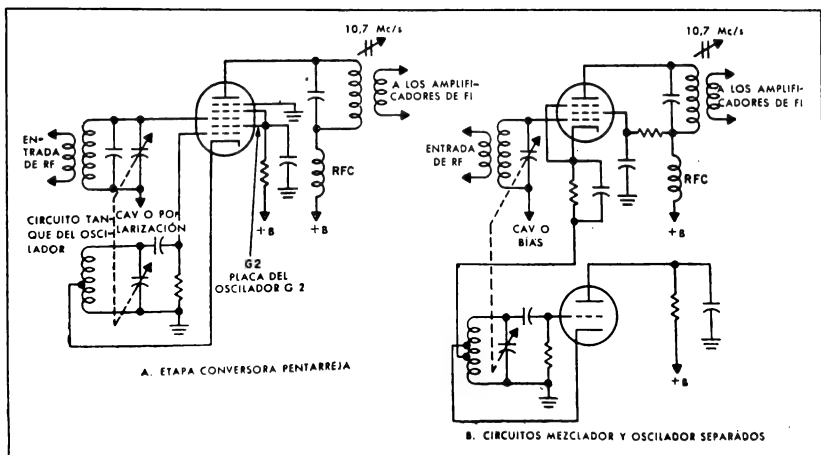 10,7 Mc/s
A LOS AMPLIFI-
CADORES DE FI
EN-
TRADA
DE RF
RFC
CIRCUITO TAN-
QUE DEL OSCI-
LADOR
CAV O PO
LARIZACIÓN
+B
+B
G2
PLACA DEL
OSCILADOR G 2
A. ETAPA CONVERSORA PENTARREJA
10,7 Mc/s
A LOS AMPLIFI-
CADORES DE FI
ENTRADA
DE RF
RFC
CAV O
BÍAS
+B
+B
B. CIRCUITOS MEZCLADOR Y OSCILADOR SEPARADOS